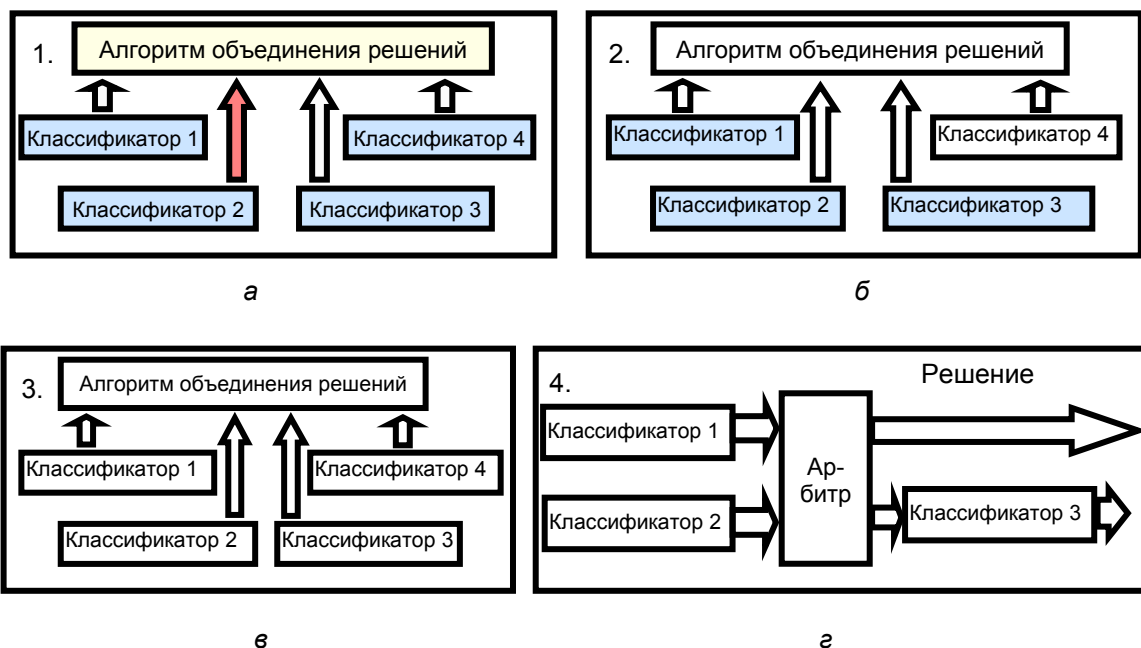 1.
Алгоритм объединения решений
Классификатор 1
Классификатор 4
Классификатор 2
Классификатор 3
а
2.
Алгоритм объединения решений
Классификатор 1
Классификатор 4
Классификатор 2
Классификатор 3
б
3.
Алгоритм объединения решений
Классификатор 1
Классификатор 4
Классификатор 2
Классификатор 3
в
4.
Решение
Классификатор 1
Ар-
битр
Классификатор 2
Классификатор 3
г